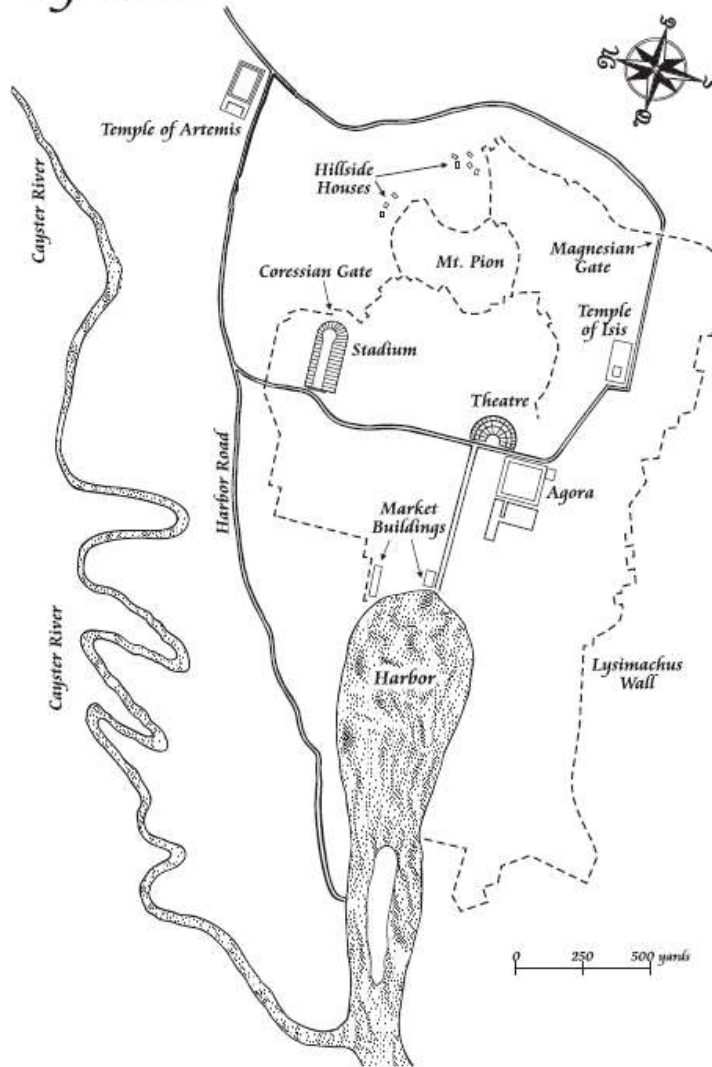 Temple of Artemis
Cayster River
Hillside
Houses
Mt. Pion
Magnesian
Gate
Coressian Gate
Temple
of Isis
Stadium
Theatre
Harbor Road
Agora
Market
Buildings
Cayster River
Harbor
Lysimachus
Wall
0 250 500 yards